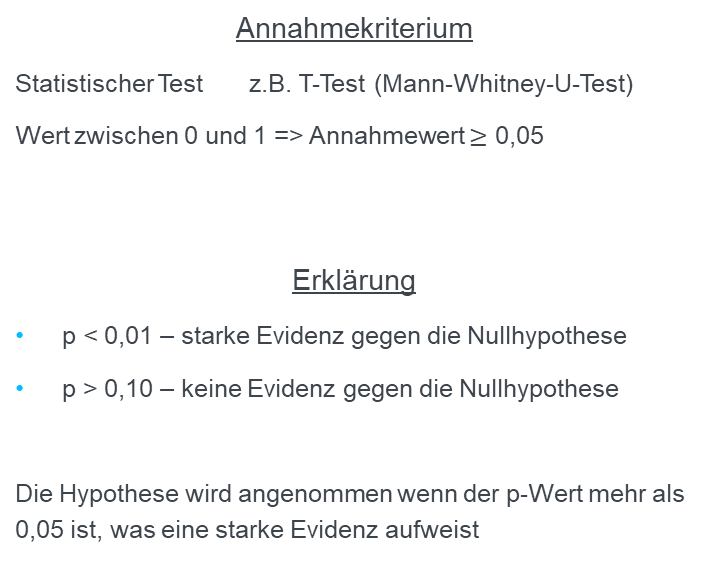 Annahmekriterium
Statistischer Test z.B. T-Test (Mann-Whitney-U-Test)
Wert zwischen 0 und 1 => Annahmewert ≥ 0,05
Erklärung
• p < 0,01 – starke Evidenz gegen die Nullhypothese
• p > 0,10 – keine Evidenz gegen die Nullhypothese
Die Hypothese wird angenommen wenn der p-Wert mehr als
0,05 ist, was eine starke Evidenz aufweist